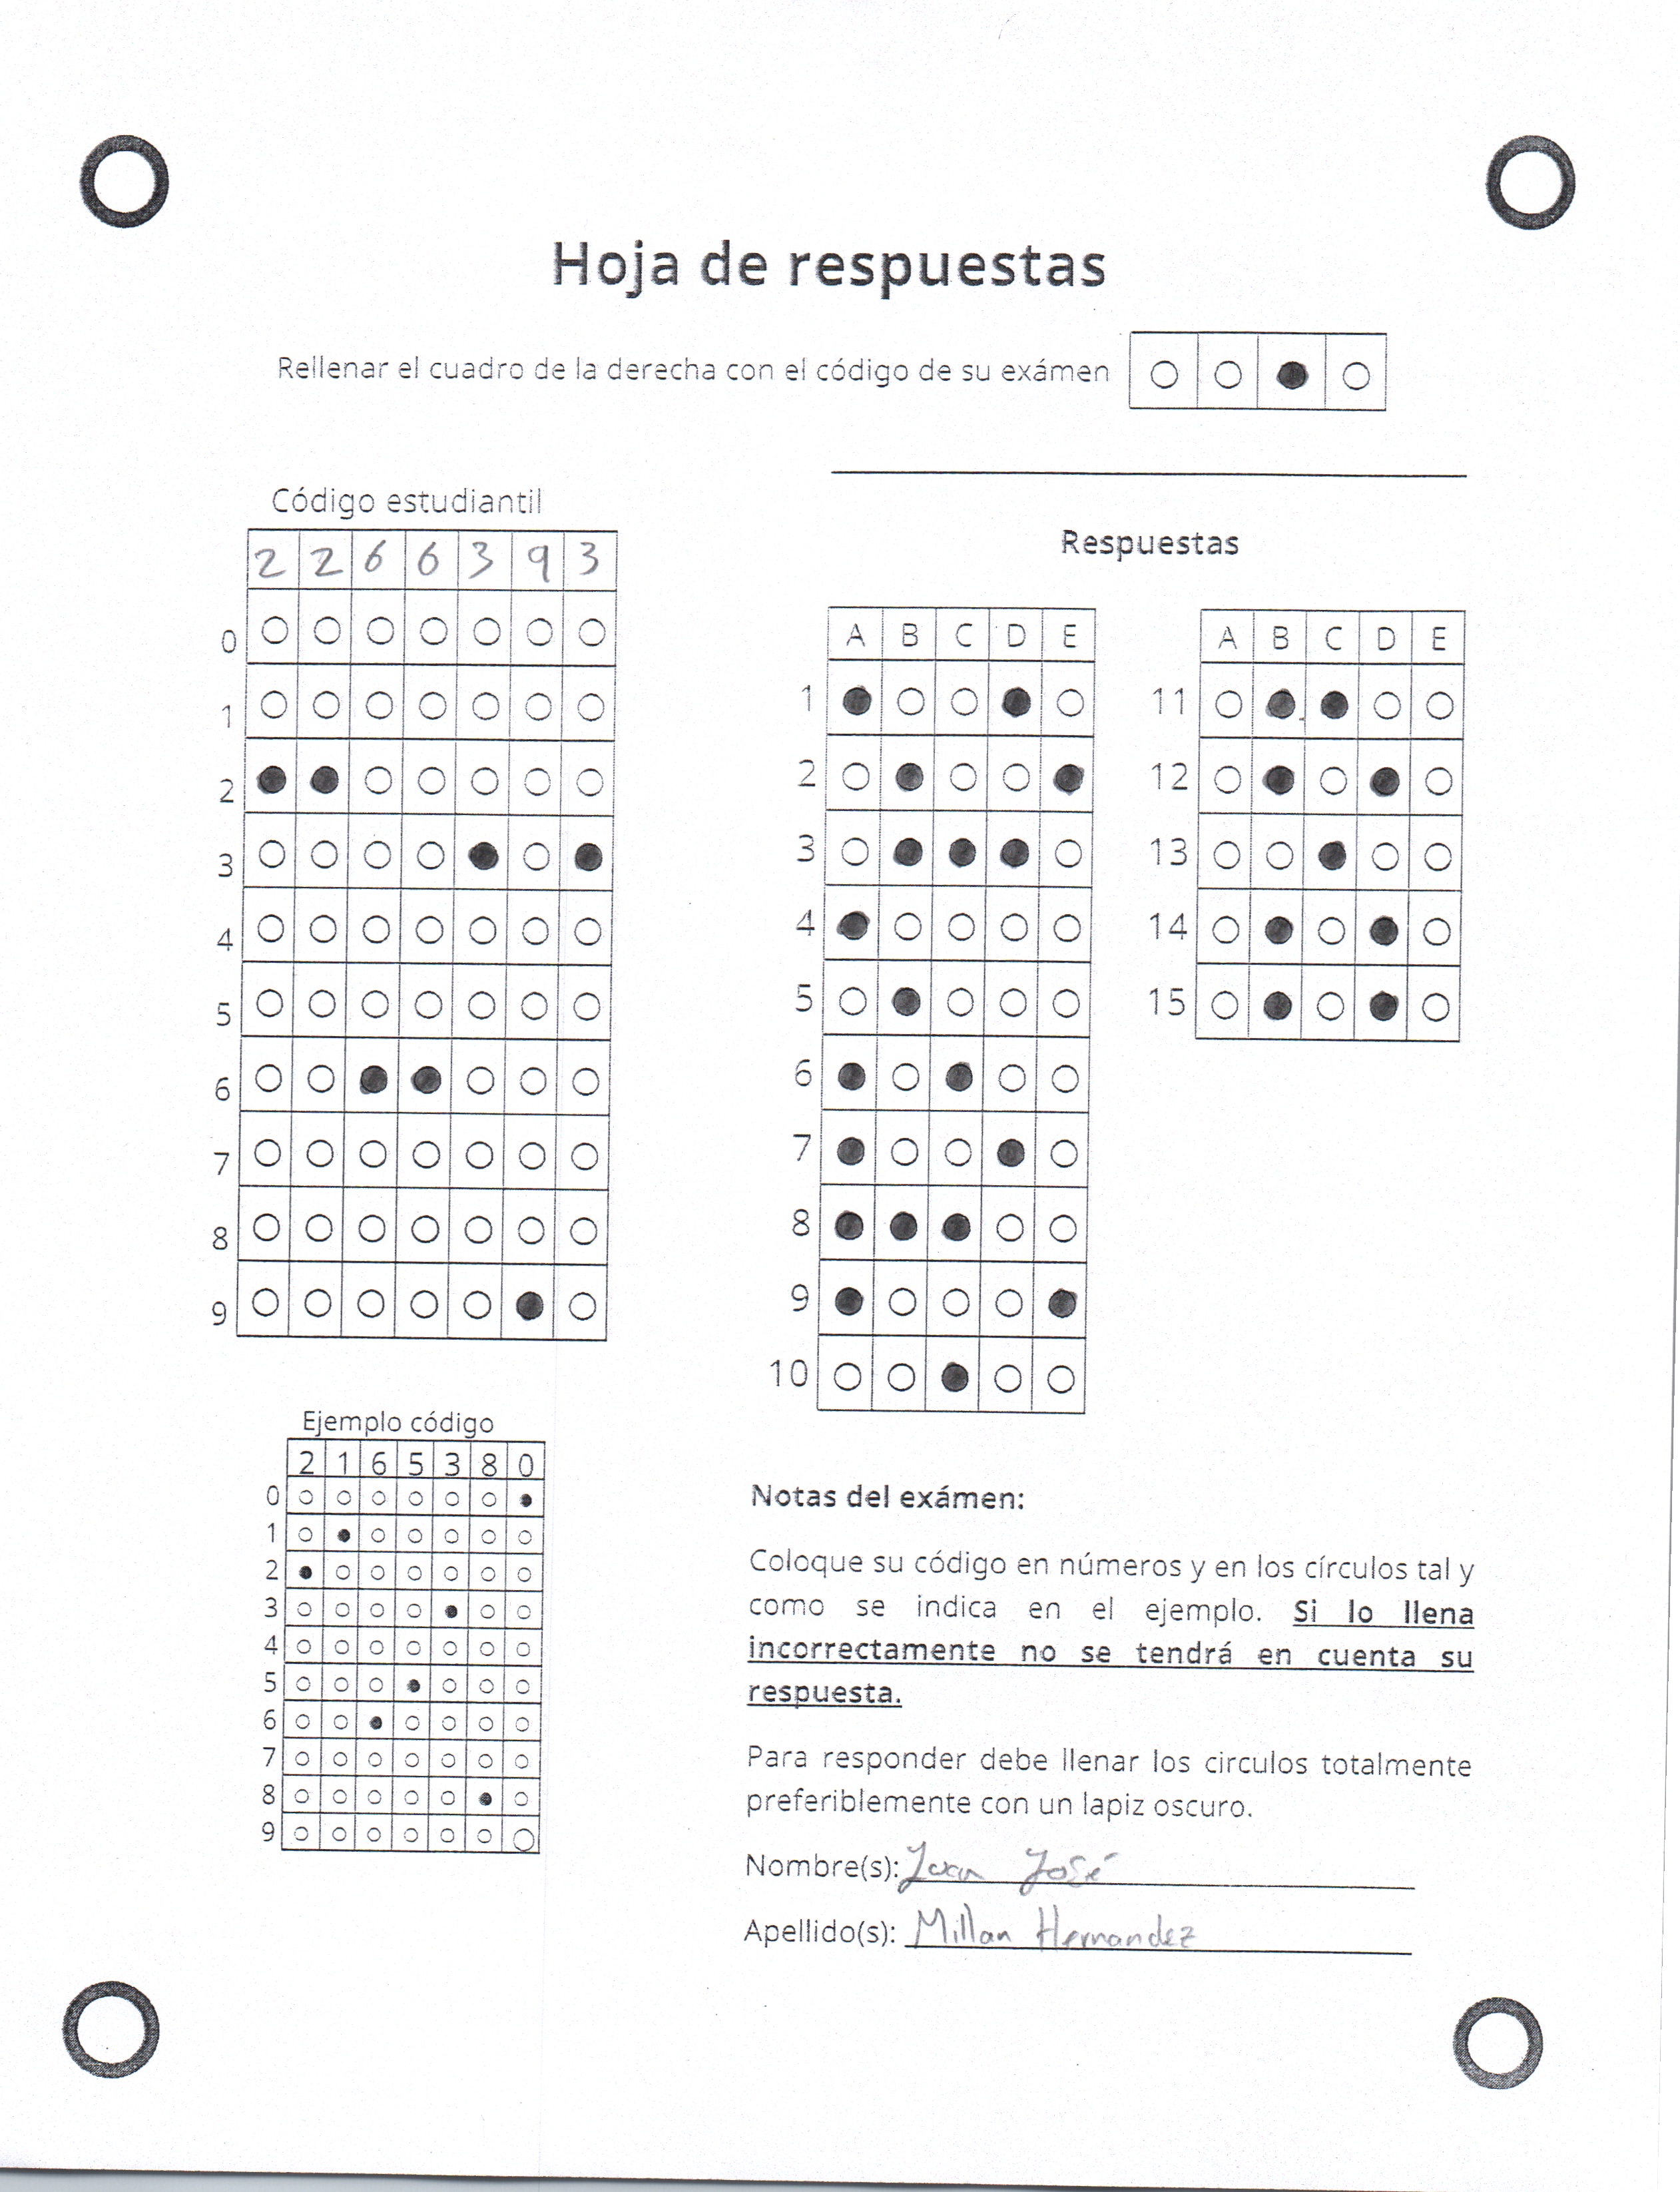 Hoja de respuestas
Rellenar el cuadro de la derecha con el código de su exámen
Código estudiantil
2 2 6 6 3 9 3
0
1
2
3
4
5
6
7
8
9
Ejemplo código
2 1 6 5 3 8 0
0
1
2
3
4
5
6
7
8
9
Respuestas
A B C D E
1
2
3
4
5
6
7
8
9
10
A B C D E
11
12
13
14
15
Notas del exámen:
Coloque su código en números y en los círculos tal y
como se indica en el ejemplo. Si lo llena
incorrectamente no se tendrá en cuenta su
respuesta.
Para responder debe llenar los circulos totalmente
preferiblemente con un lapiz oscuro.
Nombre(s): Juan José
Apellido(s): Millan Hernandez